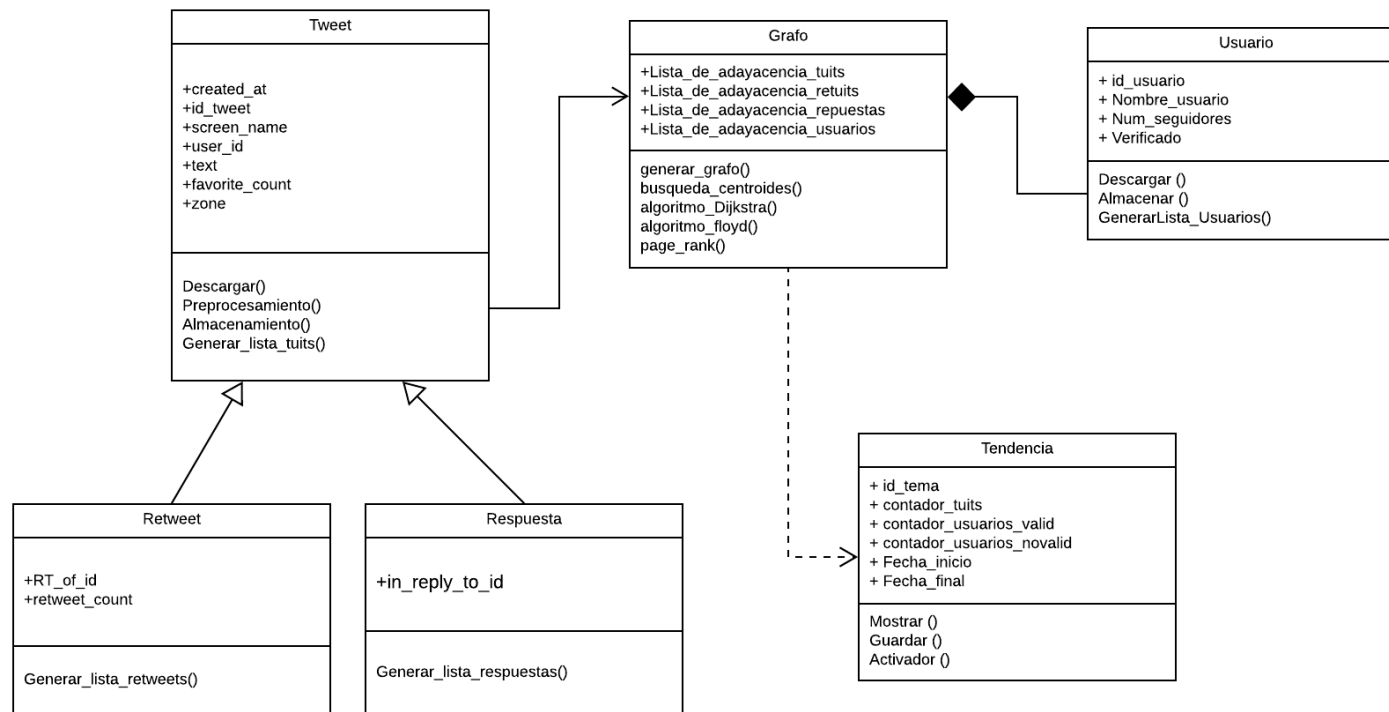 Tweet
+created_at
+id_tweet
+screen_name
+user_id
+text
+favorite_count
+zone
Descargar()
Preprocesamiento()
Almacenamiento()
Generar_lista_tuits()
Grafo
+Lista_de_adayacencia_tuits
+Lista_de_adayacencia_retuits
+Lista_de_adayacencia_repuestas
+Lista_de_adayacencia_usuarios
generar_grafo()
busqueda_centroides()
algoritmo_Dijkstra()
algoritmo_floyd()
page_rank()
Usuario
+ id_usuario
+ Nombre_usuario
+ Num_seguidores
+ Verificado
Descargar ()
Almacenar ()
GenerarLista_Usuarios()
Retweet
+RT_of_id
+retweet_count
Generar_lista_retweets()
Respuesta
+in_reply_to_id
Generar_lista_respuestas()
Tendencia
+ id_tema
+ contador_tuits
+ contador_usuarios_valid
+ contador_usuarios_novalid
+ Fecha_inicio
+ Fecha_final
Mostrar ()
Guardar ()
Activador ()